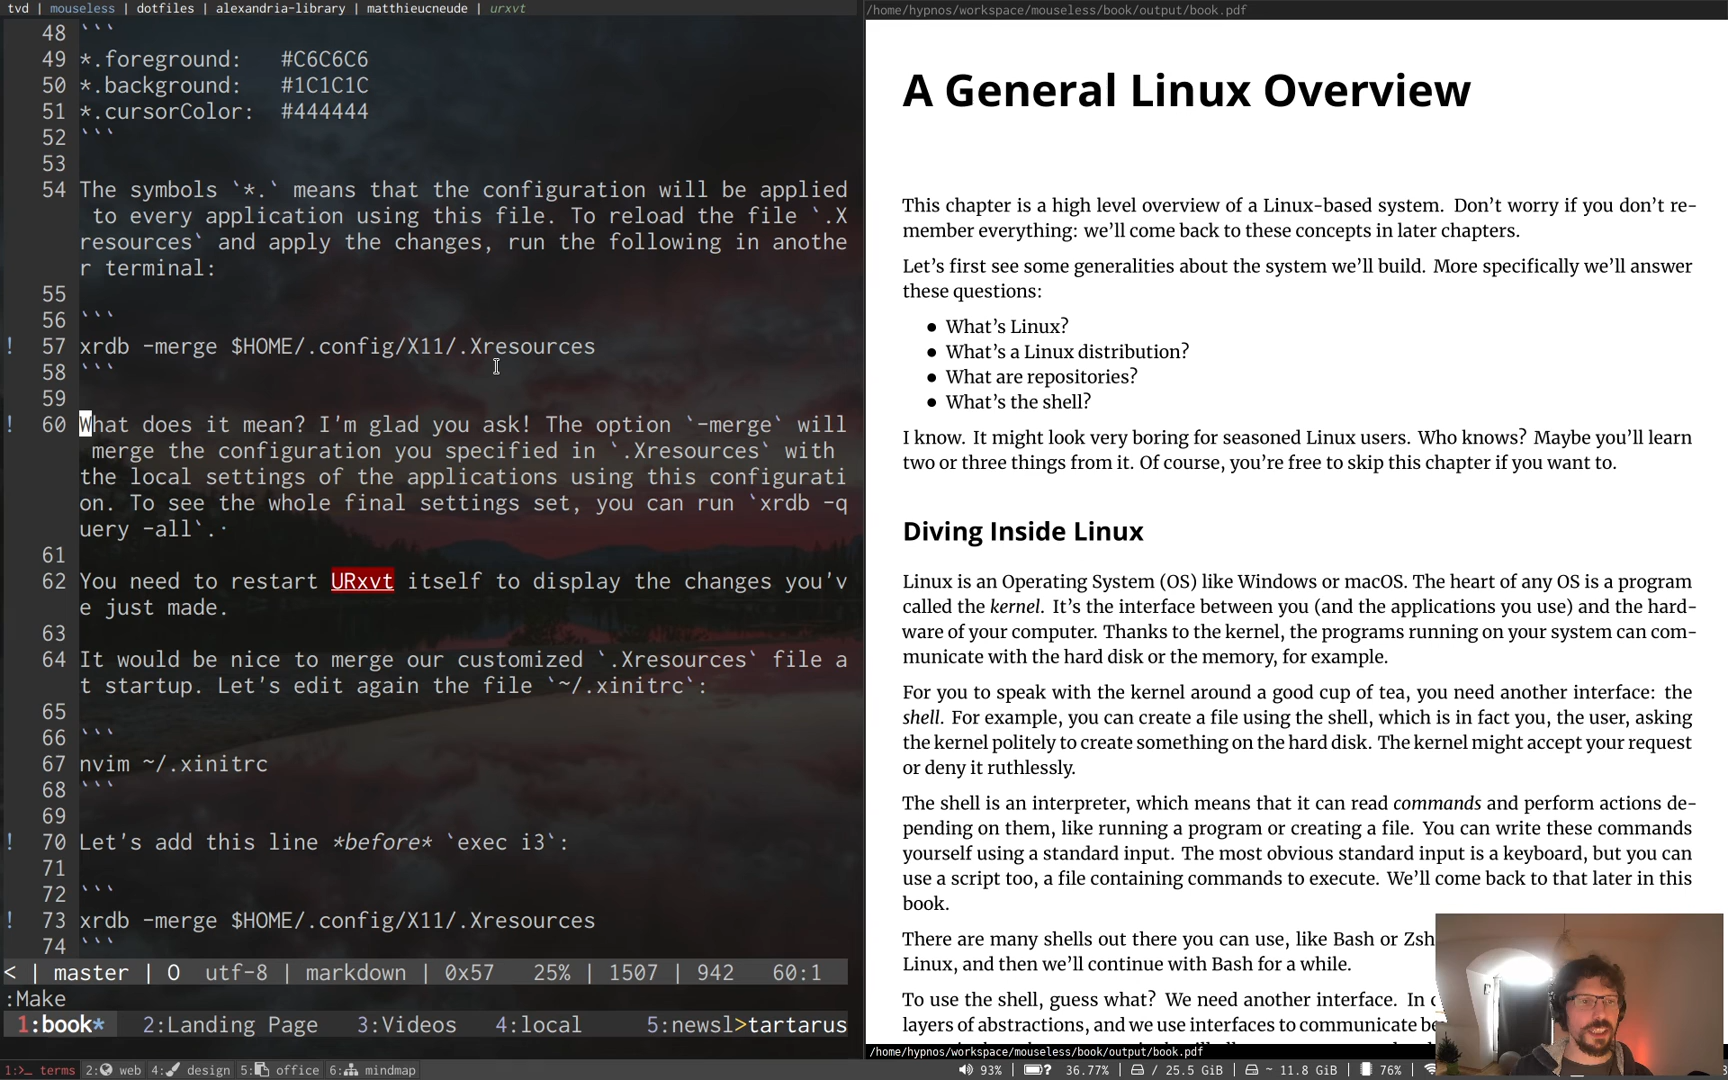 tvd | mouseless | dotfiles | alexandria-library | matthieucneude | urxvt
48 ```
49 *.foreground: #C6C6C6
50 *.background: #1C1C1C
51 *.cursorColor: #444444
52 ```
53
54 The symbols `*.` means that the configuration will be applied
to every application using this file. To reload the file `.X
resources` and apply the changes, run the following in anothe
r terminal:
55
56 ```
! 57 xrdb -merge $HOME/.config/X11/.Xresources
58 ```
59
! 60 What does it mean? I'm glad you ask! The option `-merge` will
merge the configuration you specified in `.Xresources` with
the local settings of the applications using this configurati
on. To see the whole final settings set, you can run `xrdb -q
uery -all`.·
61
62 You need to restart URxvt itself to display the changes you'v
e just made.
63
64 It would be nice to merge our customized `.Xresources` file a
t startup. Let's edit again the file `~/.xinitrc`:
65
66 ```
67 nvim ~/.xinitrc
68 ```
69
! 70 Let's add this line *before* `exec i3`:
71
72 ```
! 73 xrdb -merge $HOME/.config/X11/.Xresources
74 ```
< | master | O utf-8 | markdown | 0x57 25% | 1507 | 942 60:1
:Make
1:book* 2:Landing Page 3:Videos 4:local 5:newsl>tartarus
/home/hypnos/workspace/mouseless/book/output/book.pdf
A General Linux Overview
This chapter is a high level overview of a Linux-based system. Don’t worry if you don’t re-
member everything: we’ll come back to these concepts in later chapters.
Let’s first see some generalities about the system we’ll build. More specifically we’ll answer
these questions:
● What’s Linux?
● What’s a Linux distribution?
● What are repositories?
● What’s the shell?
I know. It might look very boring for seasoned Linux users. Who knows? Maybe you’ll learn
two or three things from it. Of course, you’re free to skip this chapter if you want to.
Diving Inside Linux
Linux is an Operating System (OS) like Windows or macOS. The heart of any OS is a program
called the kernel. It’s the interface between you (and the applications you use) and the hard-
ware of your computer. Thanks to the kernel, the programs running on your system can com-
municate with the hard disk or the memory, for example.
For you to speak with the kernel around a good cup of tea, you need another interface: the
shell. For example, you can create a file using the shell, which is in fact you, the user, asking
the kernel politely to create something on the hard disk. The kernel might accept your request
or deny it ruthlessly.
The shell is an interpreter, which means that it can read commands and perform actions de-
pending on them, like running a program or creating a file. You can write these commands
yourself using a standard input. The most obvious standard input is a keyboard, but you can
use a script too, a file containing commands to execute. We’ll come back to that later in this
book.
There are many shells out there you can use, like Bash or Zsh
Linux, and then we’ll continue with Bash for a while.
To use the shell, guess what? We need another interface. In
layers of abstractions, and we use interfaces to communicate
/home/hypnos/workspace/mouseless/book/output/book.pdf
1:>_ terms 2: web 4: design 5: office 6: mindmap
93% | 36.77% | / 25.5 GiB | ~ 11.8 GiB | 76% |